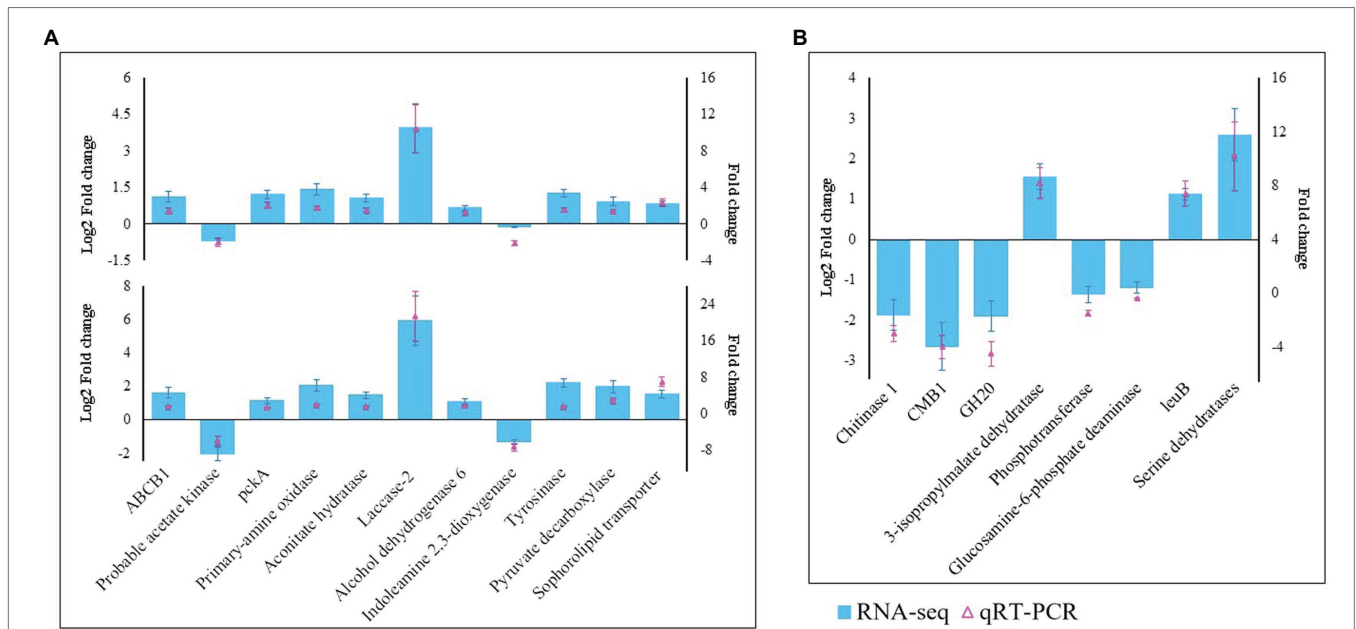 A
6
4.5
3
1.5
0
-1.5
Log2 Fold change
16
12
8
4
0
-4
Fold change
8
6
4
2
0
-2
Log2 Fold change
24
16
8
0
-8
Fold change
ABCB1
Probable acetate kinase
pckA
Primary-amine oxidase
Aconitate hydratase
Laccase-2
Alcohol dehydrogenase 6
Indoleamine 2,3-dioxygenase
Tyrosinase
Pyruvate decarboxylase
Sophorolipid transporter
B
4
3
2
1
0
-1
-2
-3
Log2 Fold change
16
12
8
4
0
-4
Fold change
Chitinase 1
CMB1
GH20
3-isopropylmalate dehydratase
Phosphotransferase
Glucosamine-6-phosphate deaminase
leuB
Serine dehydratases
RNA-seq
qRT-PCR